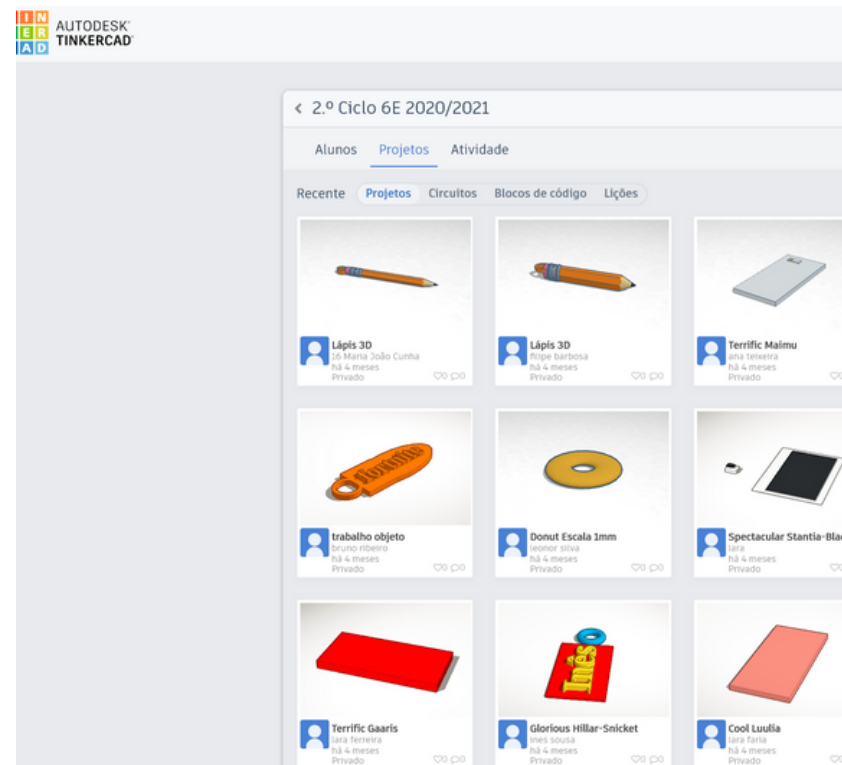 AUTODESK®
TINKERCAD®
2.º Ciclo 6E 2020/2021
Alunos Projetos Atividade
Recente Projetos Circuitos Blocos de código Lições
Lápis 3D
16 Maria João Cunha
há 4 meses
Privado 0 0
Lápis 3D
filipe barbosa
há 4 meses
Privado 0 0
Terrific Maimu
ana teixeira
há 4 meses
Privado 0
trabalho objeto
bruno ribeiro
há 4 meses
Privado 0 0
Donut Escala 1mm
leonor silva
há 4 meses
Privado 0 0
Spectacular Stantia-Blad
lara
há 4 meses
Privado 0
Inês
Terrific Gaaris
lara ferreira
há 4 meses
Privado 0 0
Glorious Hillar-Snicket
ines sousa
há 4 meses
Privado 0 0
Cool Luulia
lara faria
há 4 meses
Privado 0